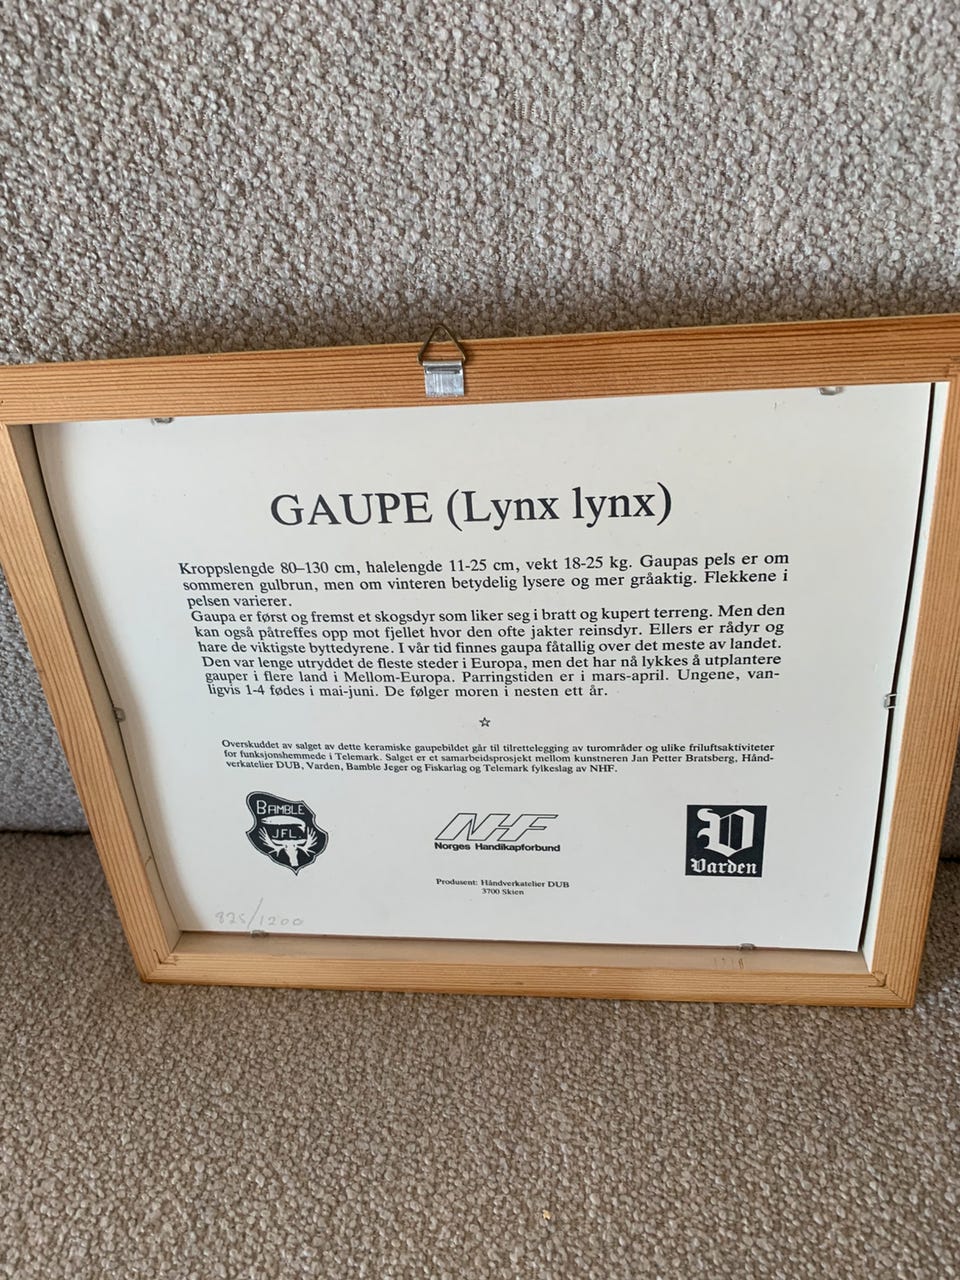 GAUPE (Lynx lynx)
Kroppslengde 80–130 cm, halelengde 11-25 cm, vekt 18-25 kg. Gaupas pels er om
sommeren gulbrun, men om vinteren betydelig lysere og mer gråaktig. Flekkene i
pelsen varierer.
Gaupa er først og fremst et skogsdyr som liker seg i bratt og kupert terreng. Men den
kan også påtreffes opp mot fjellet hvor den ofte jakter reinsdyr. Ellers er rådyr og
hare de viktigste byttedyrene. I vår tid finnes gaupa fåtallig over det meste av landet.
Den var lenge utryddet de fleste steder i Europa, men det har nå lykkes å utplantere
gauper i flere land i Mellom-Europa. Parringstiden er i mars-april. Ungene, van-
ligvis 1-4 fødes i mai-juni. De følger moren i nesten ett år.
Overskuddet av salget av dette keramiske gaupebildet går til tilrettelegging av turområder og ulike friluftsaktiviteter
for funksjonshemmede i Telemark. Salget er et samarbeidsprosjekt mellom kunstneren Jan Petter Bratsberg, Hånd-
verkatelier DUB, Varden, Bamble Jeger og Fiskarlag og Telemark fylkeslag av NHF.
BAMBLE
JFL.
NHF
Norges Handikapforbund
V
Varden
Produsent: Håndverkatelier DUB
3700 Skien
825/1200